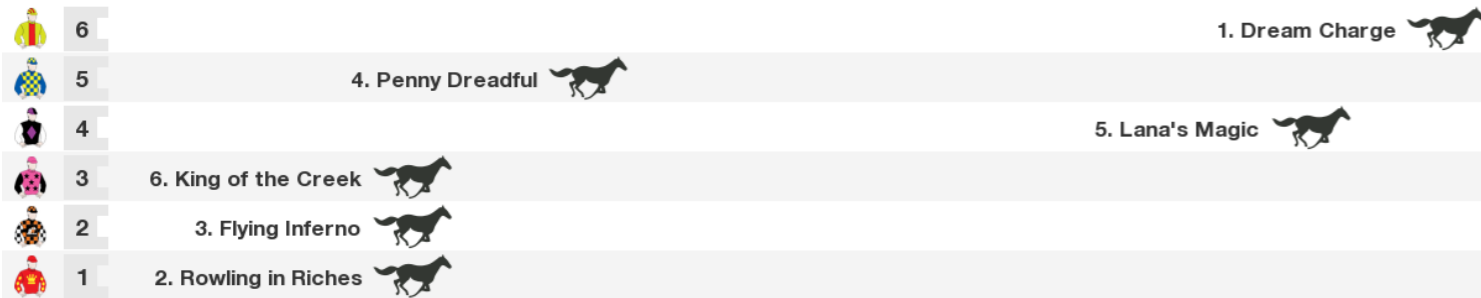 6 1. Dream Charge
5 4. Penny Dreadful
4 5. Lana's Magic
3 6. King of the Creek
2 3. Flying Inferno
1 2. Rowling in Riches